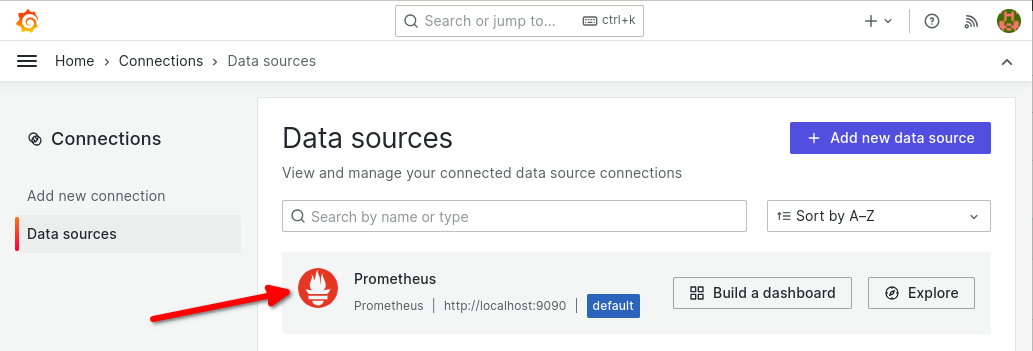 Search or jump to... ctrl+k
Home › Connections › Data sources
Connections
Add new connection
Data sources
Data sources
+ Add new data source
View and manage your connected data source connections
Search by name or type
Sort by A–Z
Prometheus
Prometheus | http://localhost:9090 | default
Build a dashboard
Explore